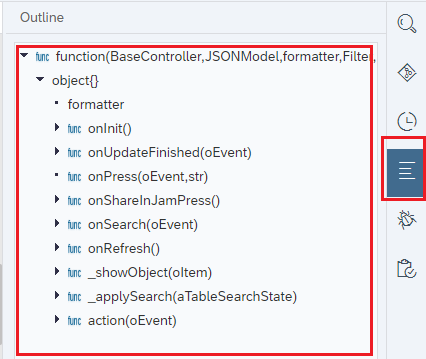 Outline
func function(BaseController,JSONModel,formatter,Filter,
object{}
formatter
func onInit()
func onUpdateFinished(oEvent)
func onPress(oEvent,str)
func onShareInJamPress()
func onSearch(oEvent)
func onRefresh()
func _showObject(oItem)
func _applySearch(aTableSearchState)
func action(oEvent)